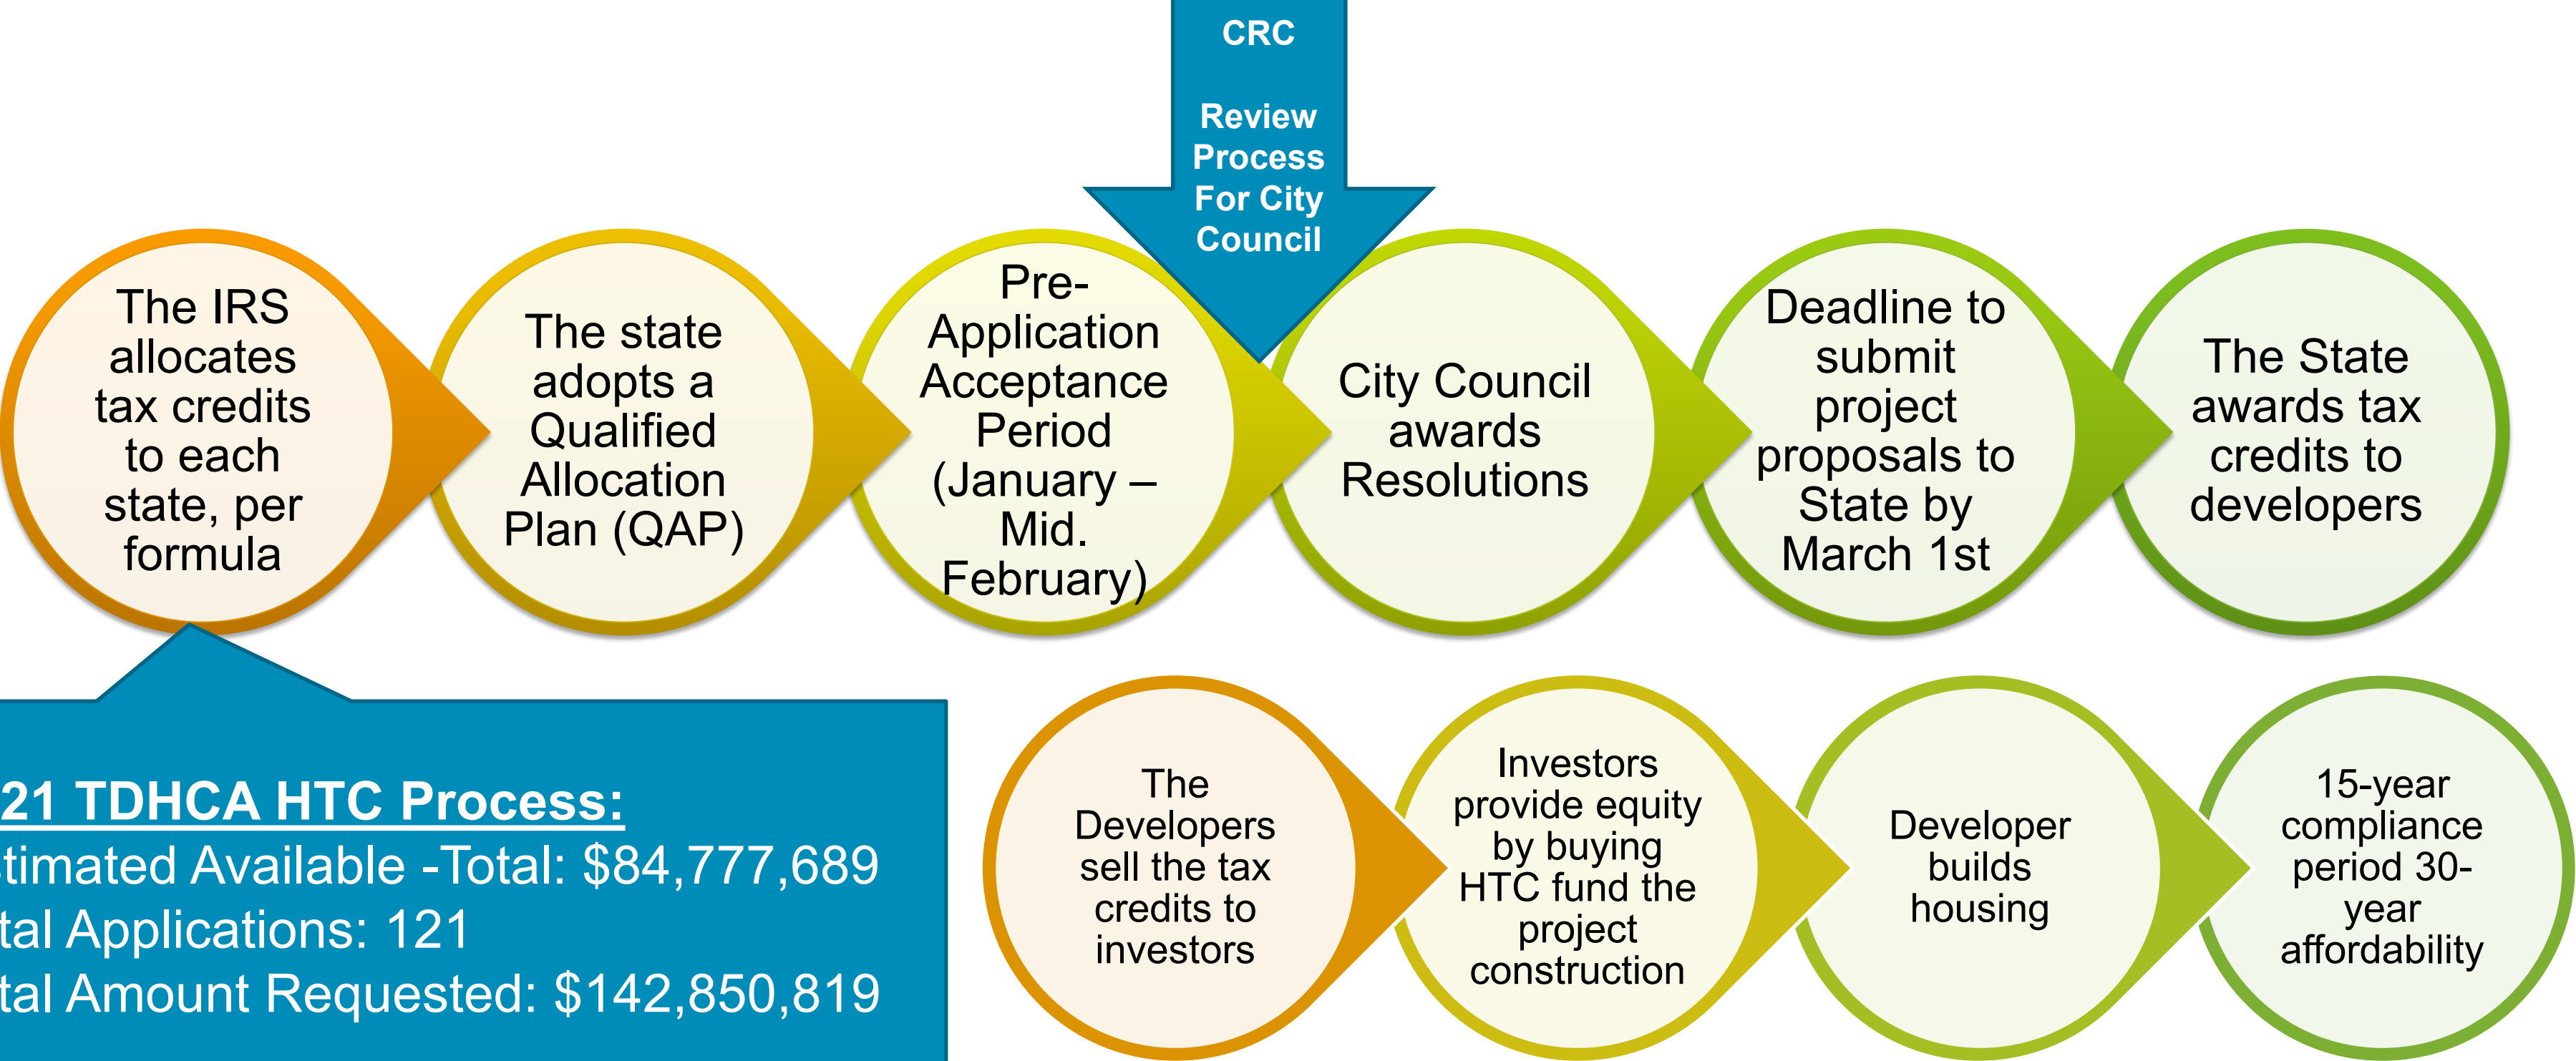 CRC
Review
Process
For City
Council
The IRS
allocates
tax credits
to each
state, per
formula
The state
adopts a
Qualified
Allocation
Plan (QAP)
Pre-
Application
Acceptance
Period
(January –
Mid.
February)
City Council
awards
Resolutions
Deadline to
submit
project
proposals to
State by
March 1st
The State
awards tax
credits to
developers
21 TDHCA HTC Process:
Available -Total: $84,777,689
Applications: 121
Amount Requested: $142,850,819
The
Developers
sell the tax
credits to
investors
Investors
provide equity
by buying
HTC fund the
project
construction
Developer
builds
housing
15-year
compliance
period 30-
year
affordability